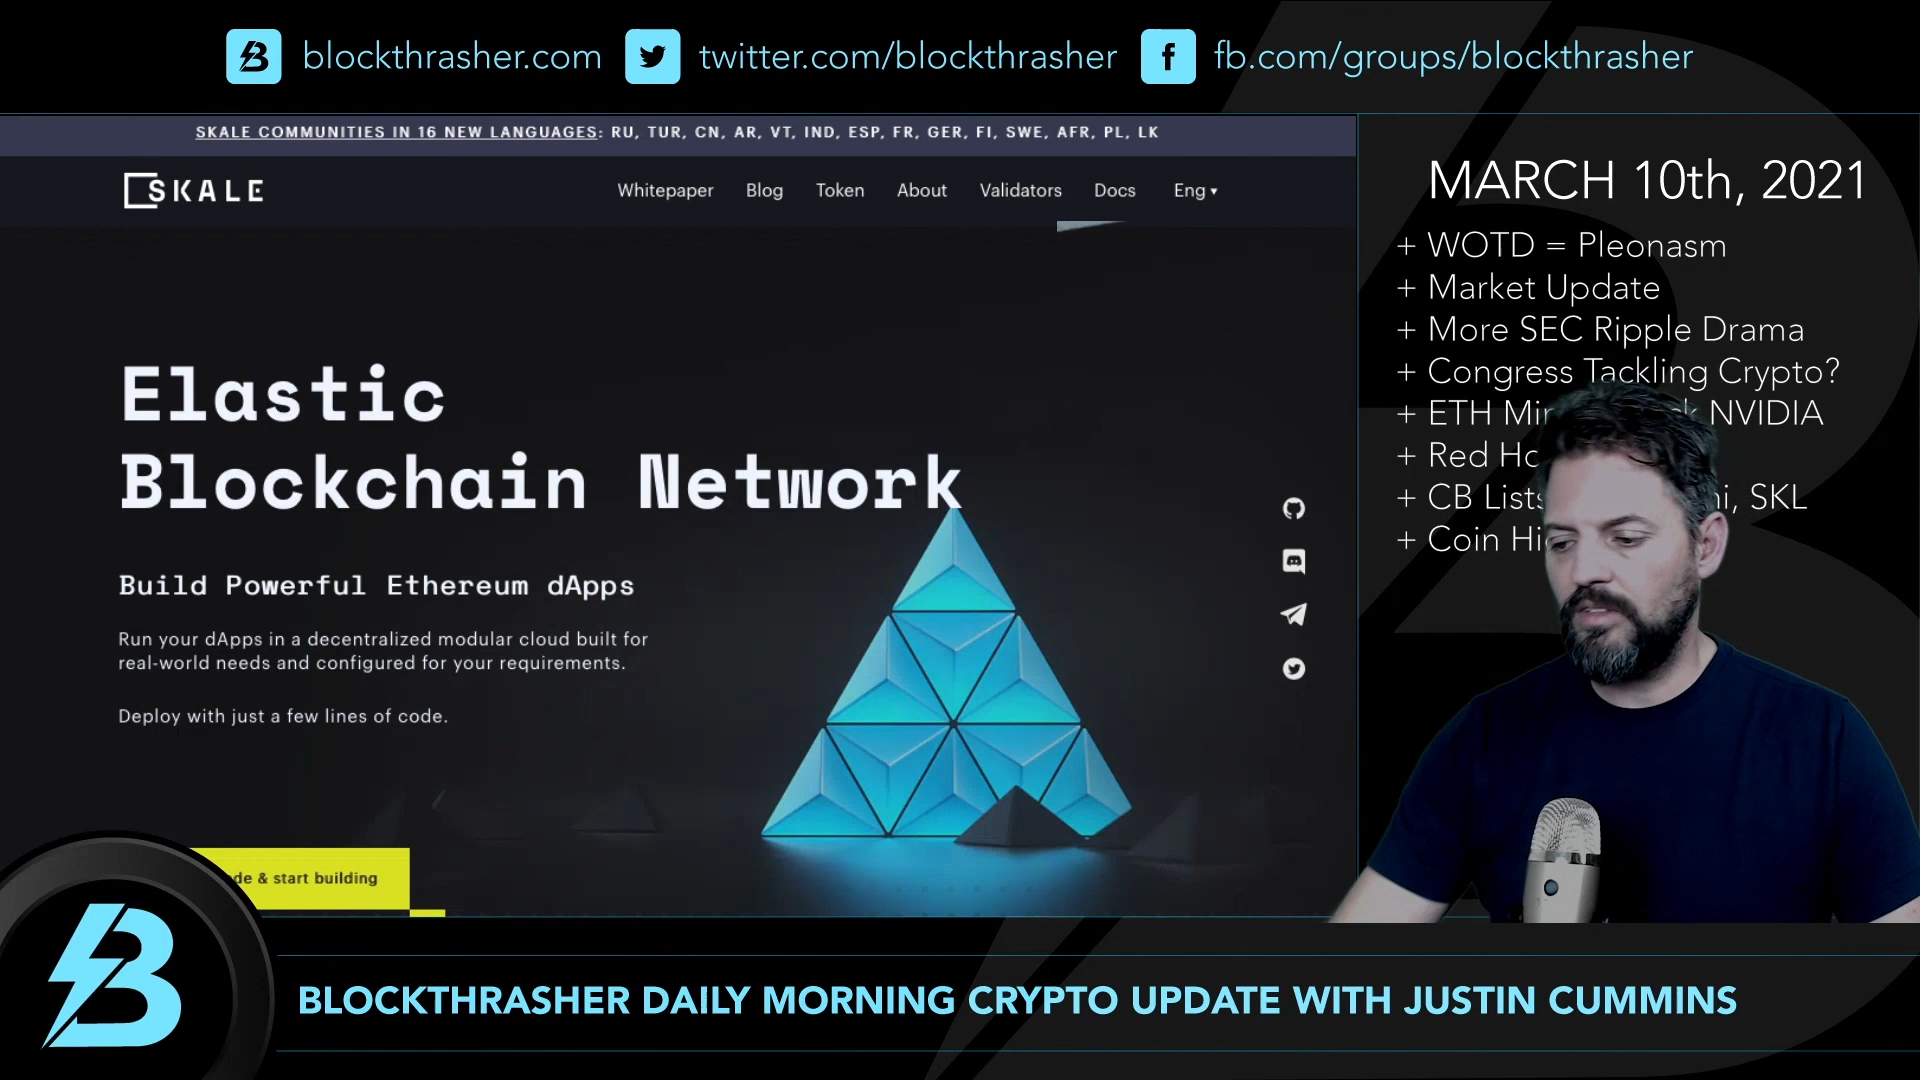 blockthrasher.com
twitter.com/blockthrasher
fb.com/groups/blockthrasher
SKALE COMMUNITIES IN 16 NEW LANGUAGES: RU, TUR, CN, AR, VT, IND, ESP, FR, GER, FI, SWE, AFR, PL, LK
SKALE
Whitepaper
Blog
Token
About
Validators
Docs
Eng
Elastic
Blockchain Network
Build Powerful Ethereum dApps
Run your dApps in a decentralized modular cloud built for
real-world needs and configured for your requirements.
Deploy with just a few lines of code.
& start building
MARCH 10th, 2021
+ WOTD = Pleonasm
+ Market Update
+ More SEC Ripple Drama
+ Congress Tackling Crypto?
+ ETH NVIDIA
+ Red
+ CB Lists SKL
+ Coin
B
BLOCKTHRASHER DAILY MORNING CRYPTO UPDATE WITH JUSTIN CUMMINS